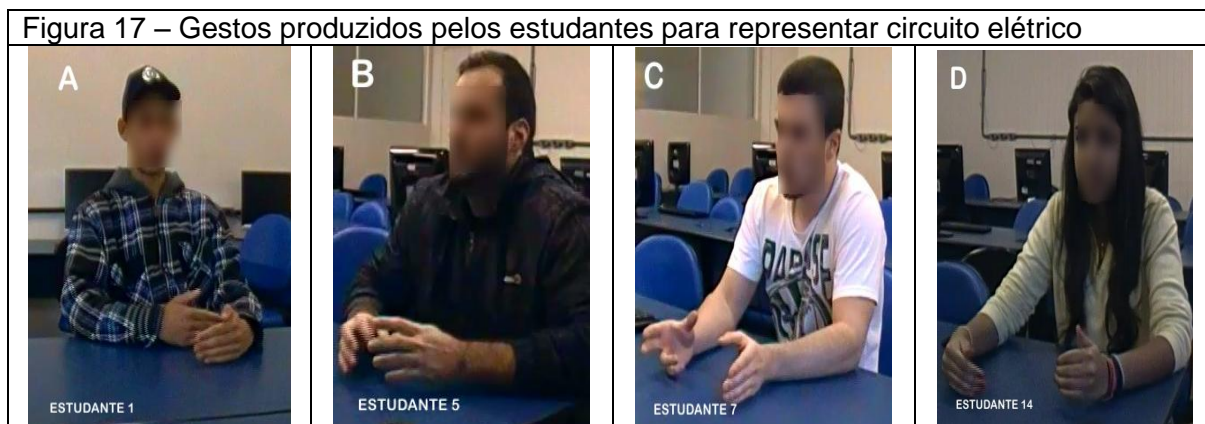 Figura 17 – Gestos produzidos pelos estudantes para representar circuito elétrico
A
B
C
D
ESTUDANTE 1
ESTUDANTE 5
ESTUDANTE 7
ESTUDANTE 14